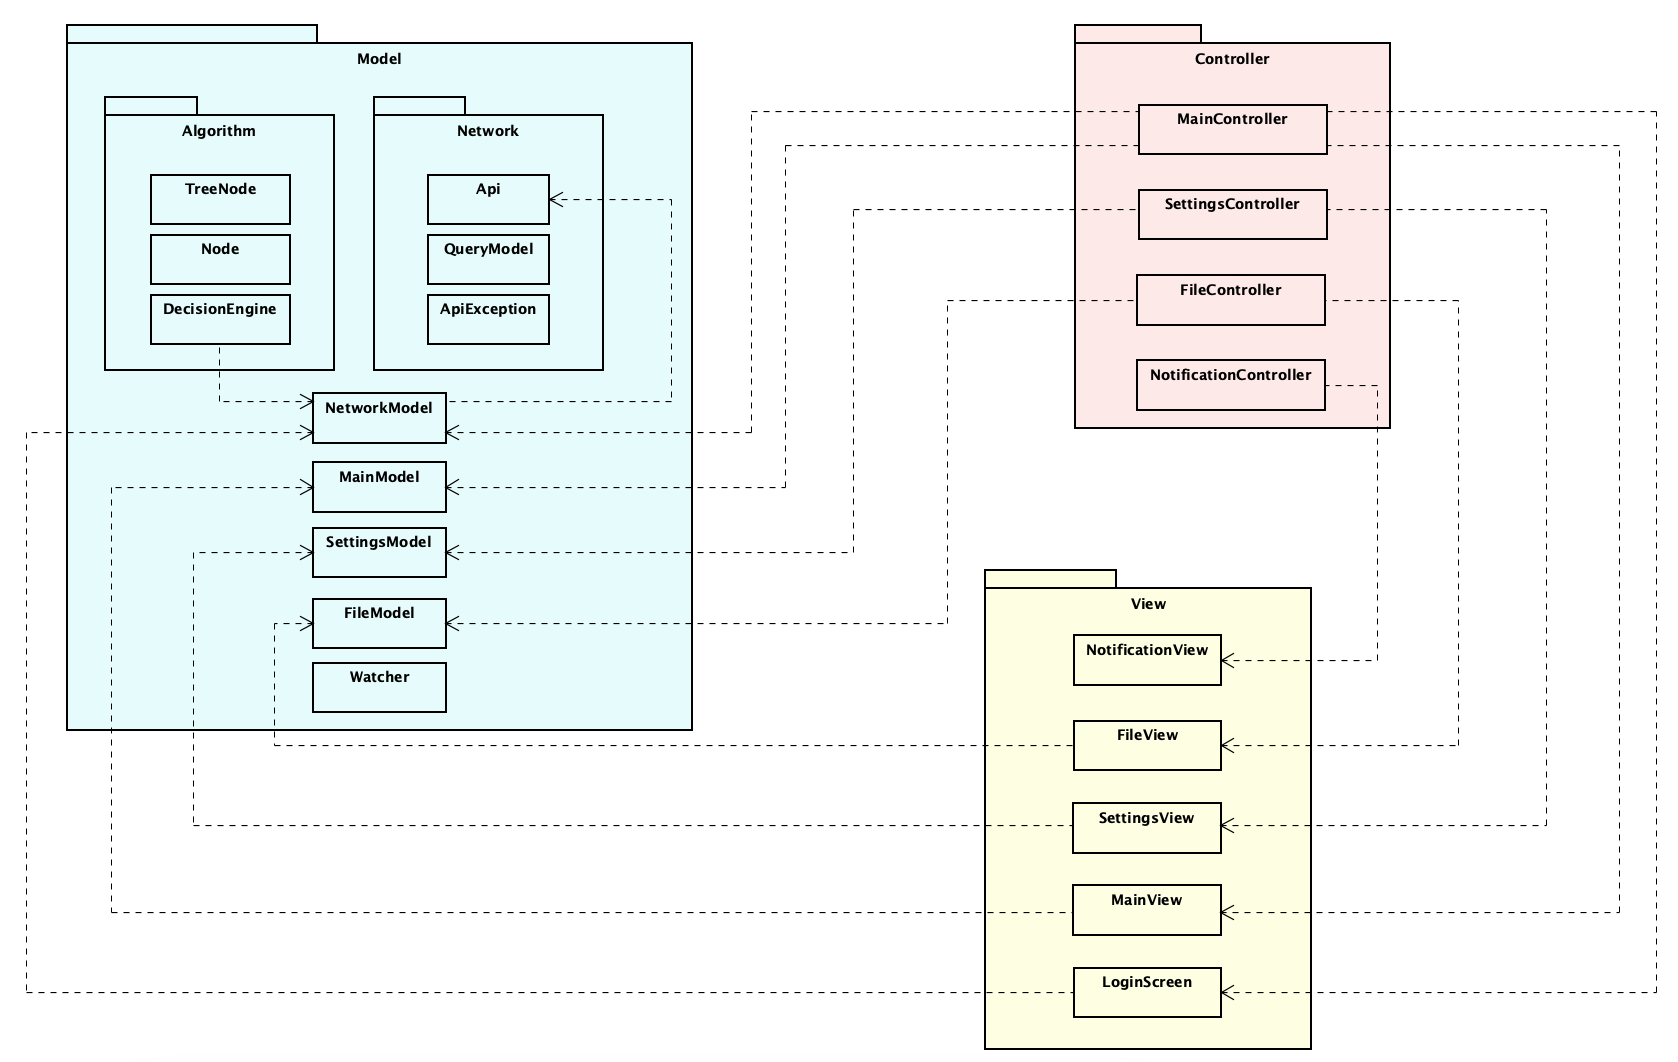 Model
Algorithm
TreeNode
Node
DecisionEngine
Network
Api
QueryModel
ApiException
NetworkModel
MainModel
SettingsModel
FileModel
Watcher
Controller
MainController
SettingsController
FileController
NotificationController
View
NotificationView
FileView
SettingsView
MainView
LoginScreen